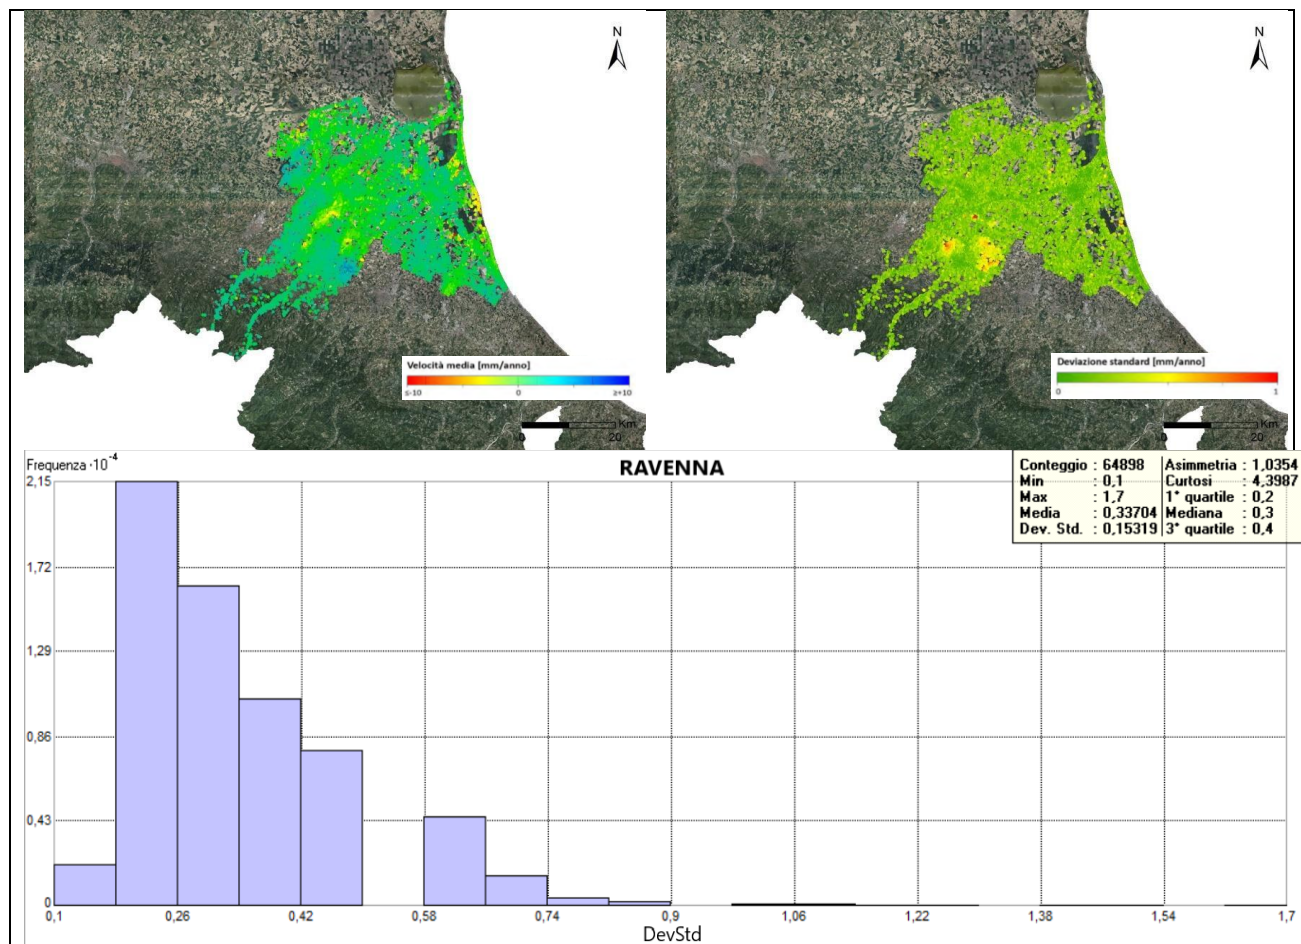 N
Velocità media [mm/anno]
≤-10 0 ≥+10
Km
0 20
N
Deviazione standard [mm/anno]
0 1
Km
0 20
Frequenza ·10⁻⁴
RAVENNA
Conteggio : 64898 Asimmetria : 1,0354
Min : 0,1 Curtosi : 4,3987
Max : 1,7 1° quartile : 0,2
Media : 0,33704 Mediana : 0,3
Dev. Std. : 0,15319 3° quartile : 0,4
2,15
1,72
1,29
0,86
0,43
0
0,1 0,26 0,42 0,58 0,74 0,9 1,06 1,22 1,38 1,54 1,7
DevStd